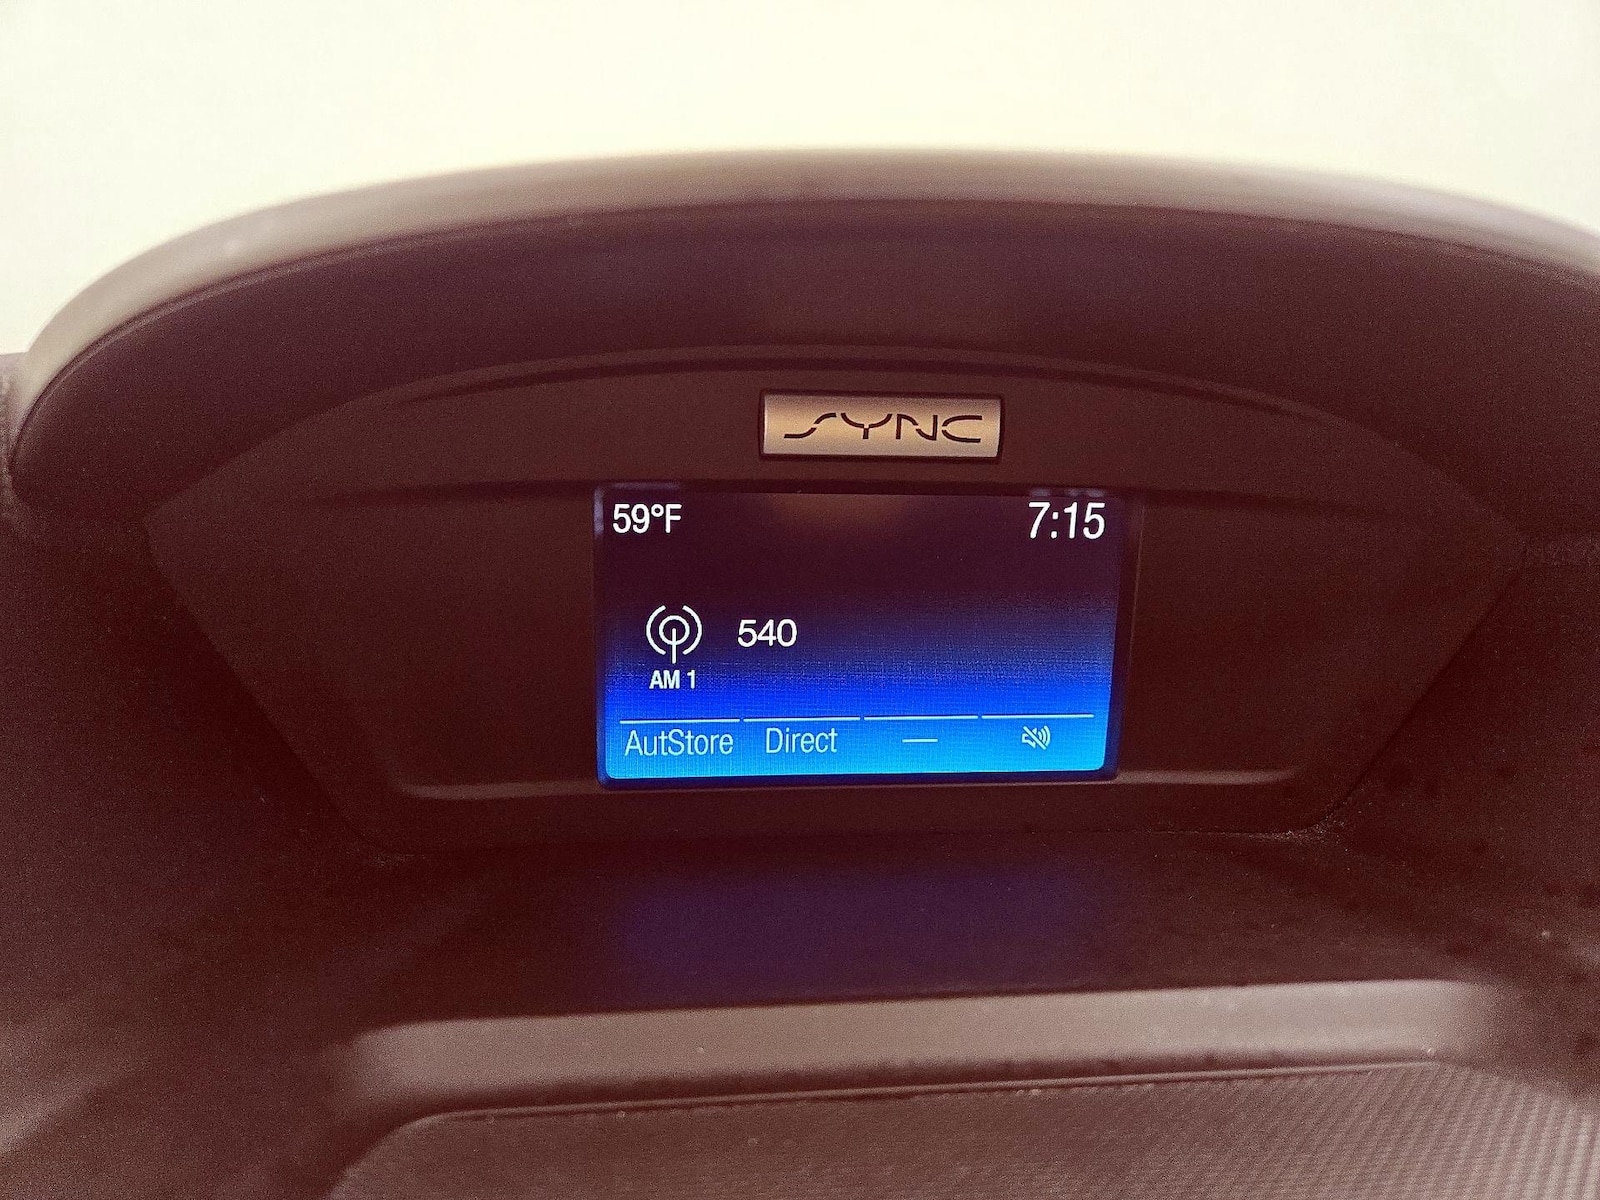 SYNC
59°F 7:15
540
AM 1
AutStore Direct —